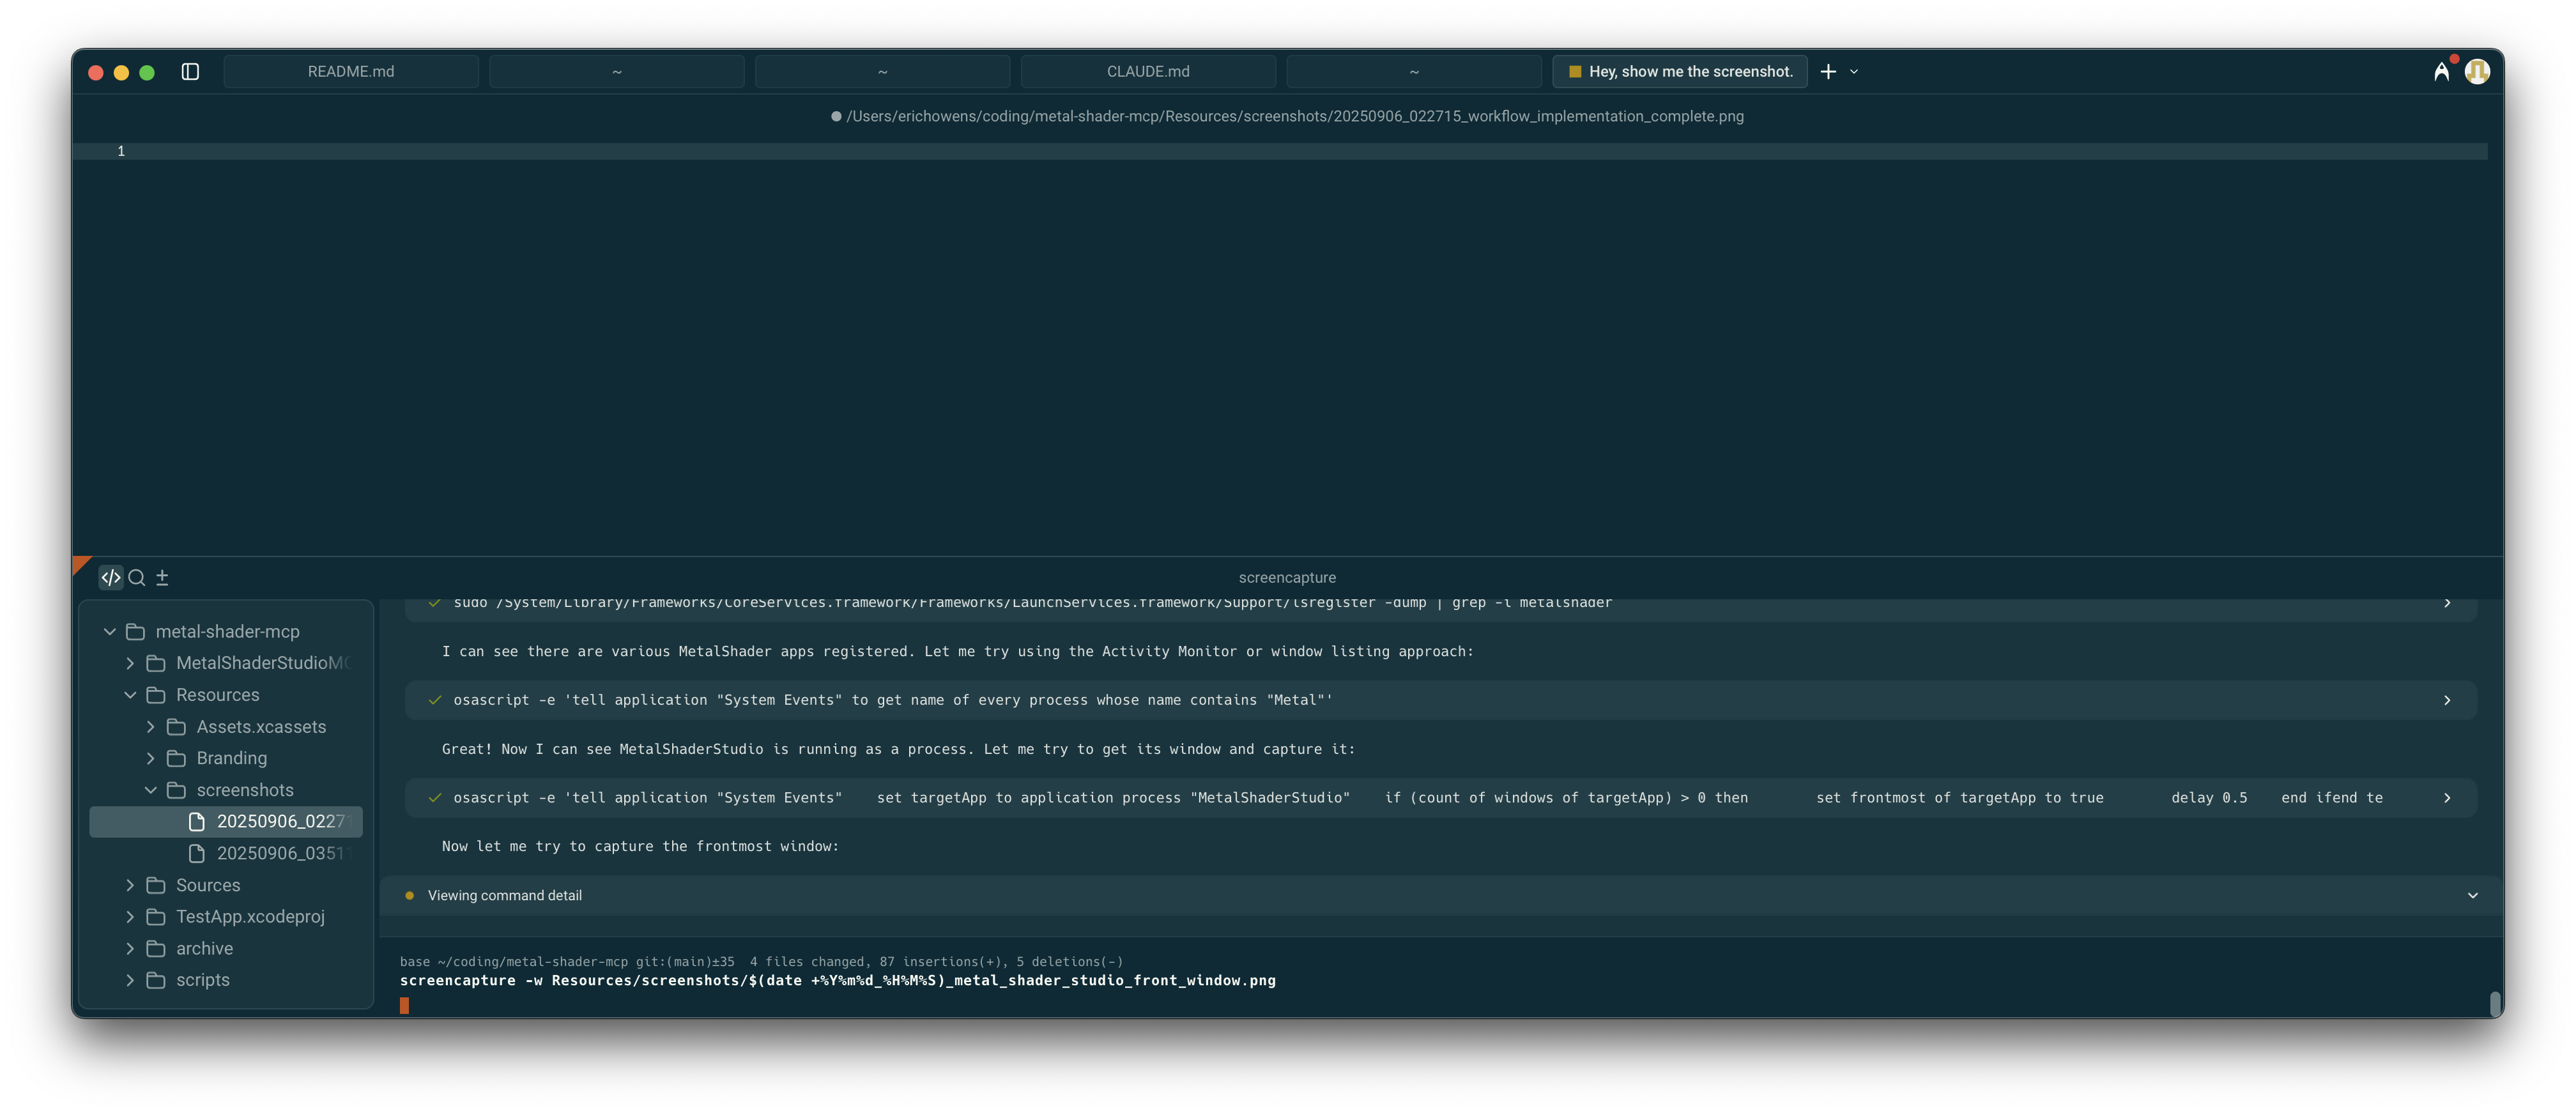 README.md
~
~
CLAUDE.md
~
Hey, show me the screenshot.
/Users/erichowens/coding/metal-shader-mcp/Resources/screenshots/20250906_022715_workflow_implementation_complete.png
1
screencapture
metal-shader-mcp
MetalShaderStudioMC
Resources
Assets.xcassets
Branding
screenshots
20250906_02271
20250906_03511
Sources
TestApp.xcodeproj
archive
scripts
sudo /System/Library/Frameworks/CoreServices.framework/Frameworks/LaunchServices.framework/Support/lsregister -dump | grep -i metalshader
I can see there are various MetalShader apps registered. Let me try using the Activity Monitor or window listing approach:
osascript -e 'tell application "System Events" to get name of every process whose name contains "Metal"'
Great! Now I can see MetalShaderStudio is running as a process. Let me try to get its window and capture it:
osascript -e 'tell application "System Events"    set targetApp to application process "MetalShaderStudio"    if (count of windows of targetApp) > 0 then        set frontmost of targetApp to true        delay 0.5    end ifend te
Now let me try to capture the frontmost window:
Viewing command detail
base ~/coding/metal-shader-mcp git:(main)±35  4 files changed, 87 insertions(+), 5 deletions(-)
screencapture -w Resources/screenshots/$(date +%Y%m%d_%H%M%S)_metal_shader_studio_front_window.png